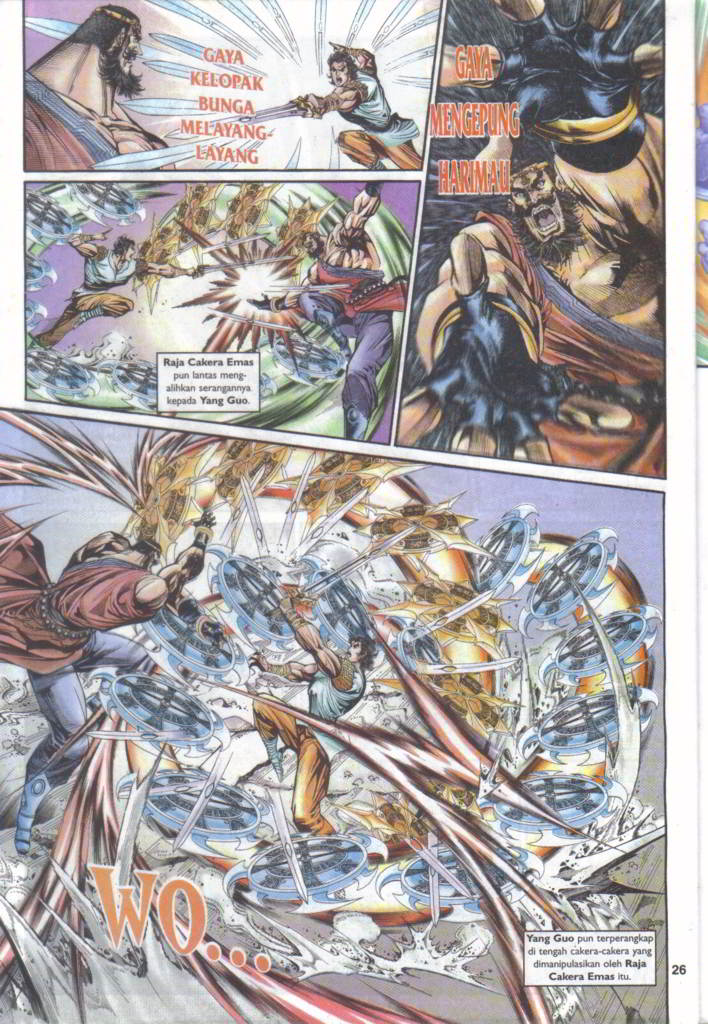 GAYA
KELOPAK
BUNGA
MELAYANG-
LAYANG
GAYA
MENGEPUNG
HARIMAU
Raja Cakera Emas
pun lantas meng-
alihkan serangannya
kepada Yang Guo.
WO...
Yang Guo pun terperangkap
di tengah cakera-cakera yang
dimanipulasikan oleh Raja
Cakera Emas itu.
26